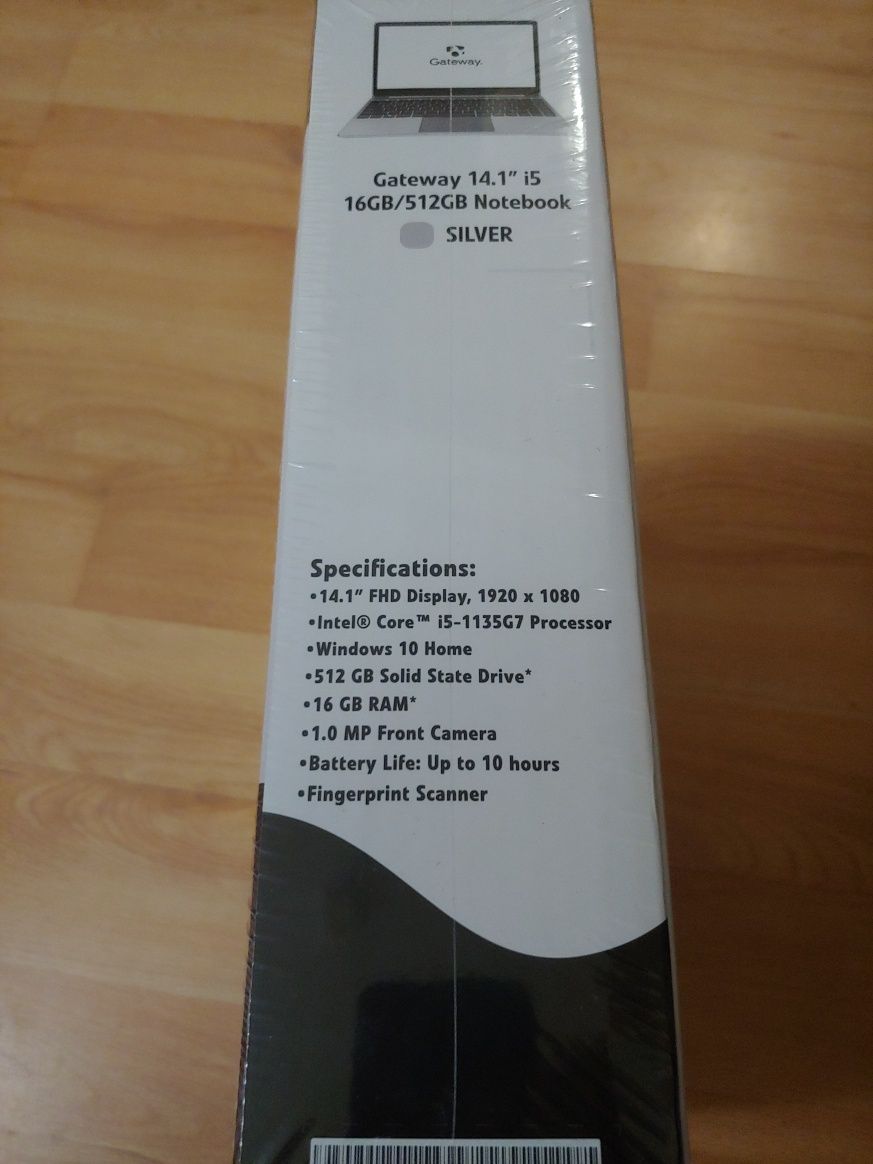 Gateway.
Gateway 14.1” i5
16GB/512GB Notebook
SILVER
Specifications:
•14.1” FHD Display, 1920 x 1080
•Intel® Core™ i5-1135G7 Processor
•Windows 10 Home
•512 GB Solid State Drive*
•16 GB RAM*
•1.0 MP Front Camera
•Battery Life: Up to 10 hours
•Fingerprint Scanner